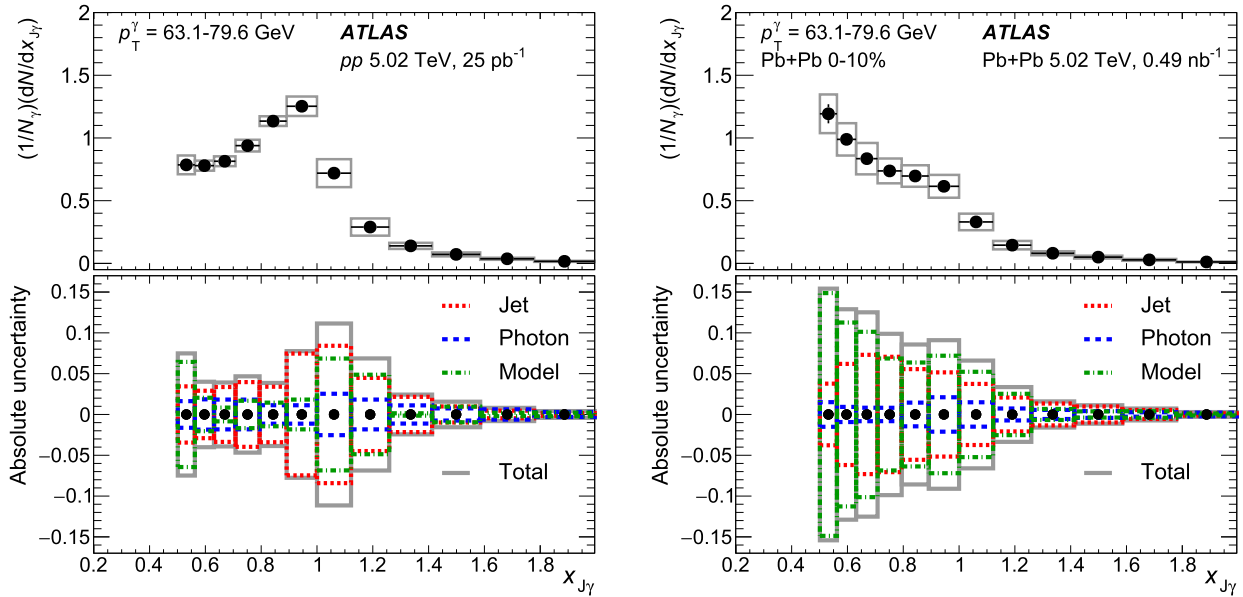 p_T^γ = 63.1-79.6 GeV
ATLAS
pp 5.02 TeV, 25 pb⁻¹
(1/N_γ)(dN/dx_Jγ)
2
1.5
1
0.5
0
Absolute uncertainty
0.15
0.1
0.05
0
−0.05
−0.1
−0.15
Jet
Photon
Model
Total
0.2 0.4 0.6 0.8 1 1.2 1.4 1.6 1.8
x_Jγ
p_T^γ = 63.1-79.6 GeV
ATLAS
Pb+Pb 0-10%
Pb+Pb 5.02 TeV, 0.49 nb⁻¹
(1/N_γ)(dN/dx_Jγ)
2
1.5
1
0.5
0
Absolute uncertainty
0.15
0.1
0.05
0
−0.05
−0.1
−0.15
Jet
Photon
Model
Total
0.2 0.4 0.6 0.8 1 1.2 1.4 1.6 1.8
x_Jγ